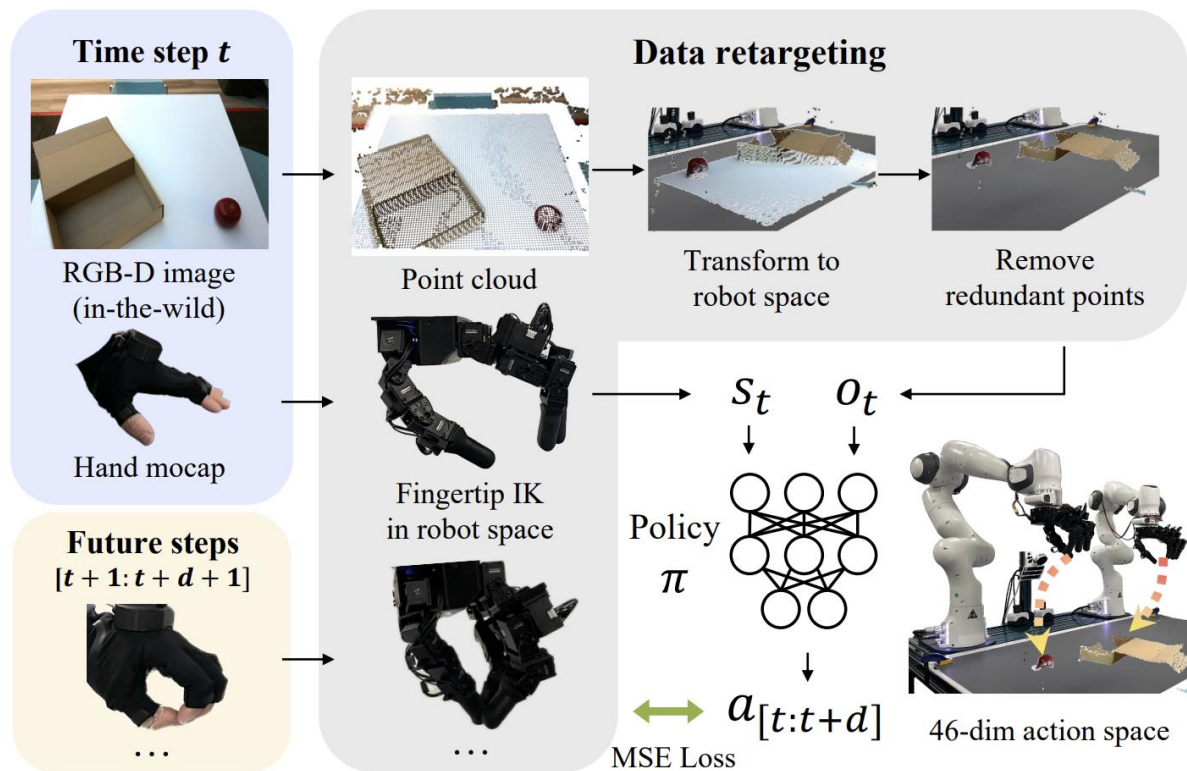 Time step t
RGB-D image
(in-the-wild)
Hand mocap
Future steps
[t + 1: t + d + 1]
...
Data retargeting
Point cloud
Transform to
robot space
Remove
redundant points
Fingertip IK
in robot space
...
s_t
o_t
Policy
π
a_[t:t+d]
MSE Loss
46-dim action space